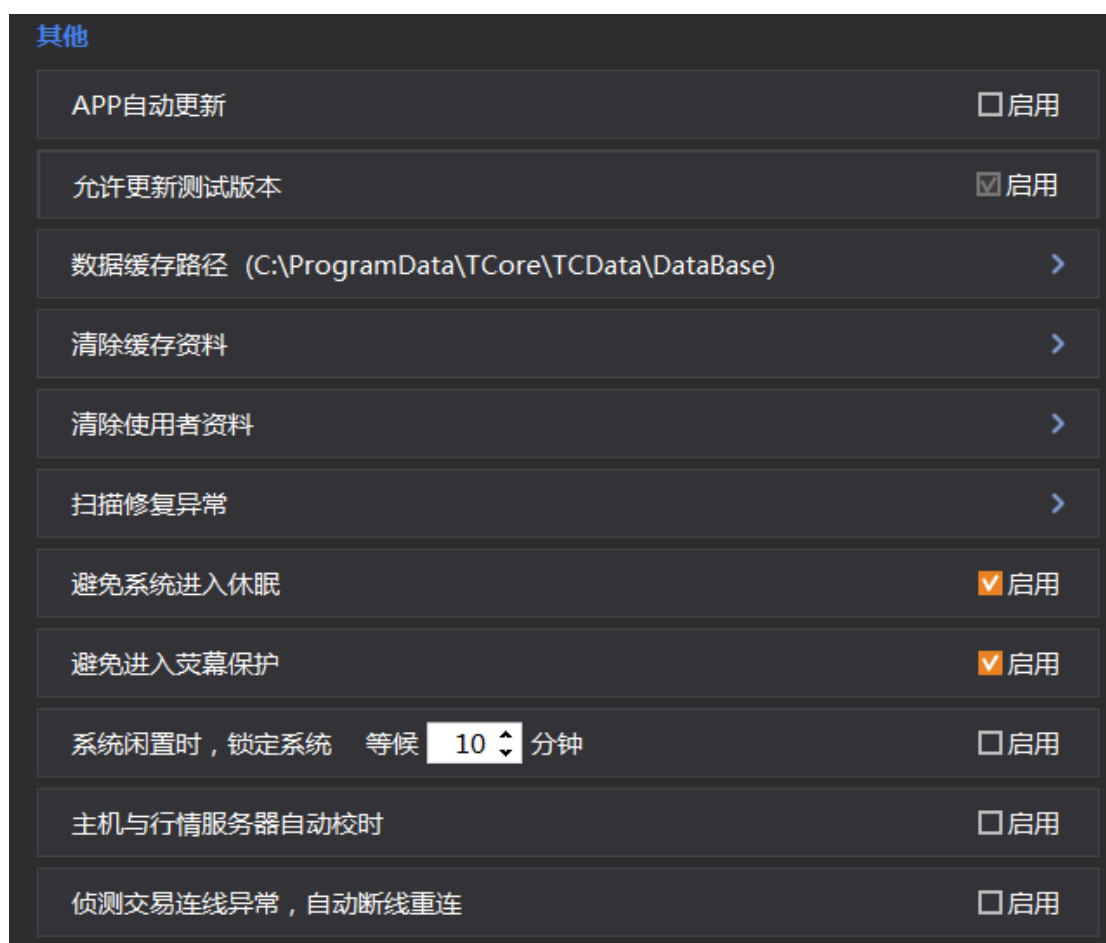 其他
APP自动更新 启用
允许更新测试版本 启用
数据缓存路径 (C:\ProgramData\TCore\TCData\DataBase)
清除缓存资料
清除使用者资料
扫描修复异常
避免系统进入休眠 启用
避免进入荧幕保护 启用
系统闲置时，锁定系统 等候 10 分钟 启用
主机与行情服务器自动校时 启用
侦测交易连线异常，自动断线重连 启用